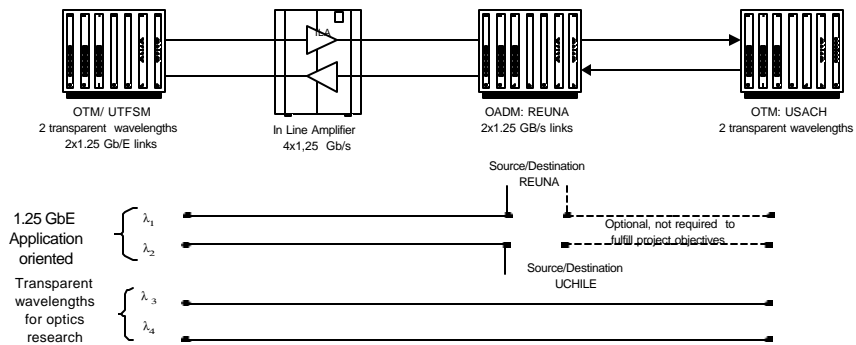 ILA
OTM/ UTFSM
2 transparent wavelengths
2x1.25 Gb/E links
In Line Amplifier
4x1,25 Gb/s
OADM: REUNA
2x1.25 GB/s links
OTM: USACH
2 transparent wavelengths
Source/Destination
REUNA
1.25 GbE
Application
oriented
λ1
λ2
Optional, not required to
fulfill project objectives
Source/Destination
UCHILE
Transparent
wavelengths
for optics
research
λ 3
λ4